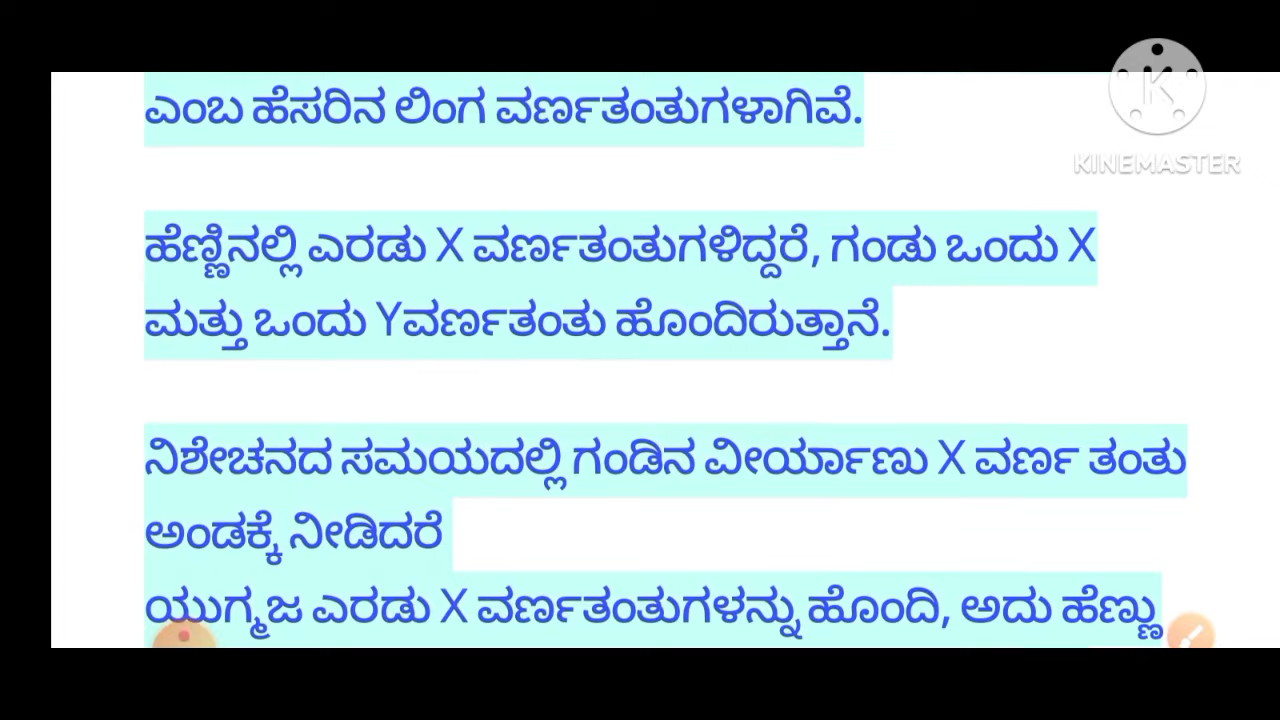 ಎಂಬ ಹೆಸರಿನ ಲಿಂಗ ವರ್ಣತಂತುಗಳಾಗಿವೆ.
K
KINEMASTER
ಹೆಣ್ಣಿನಲ್ಲಿ ಎರಡು X ವರ್ಣತಂತುಗಳಿದ್ದರೆ, ಗಂಡು ಒಂದು X
ಮತ್ತು ಒಂದು Yವರ್ಣತಂತು ಹೊಂದಿರುತ್ತಾನೆ.
ನಿಶೇಚನದ ಸಮಯದಲ್ಲಿ ಗಂಡಿನ ವೀರ್ಯಾಣು X ವರ್ಣ ತಂತು
ಅಂಡಕ್ಕೆ ನೀಡಿದರೆ
ಯುಗ್ಮಜ ಎರಡು X ವರ್ಣತಂತುಗಳನ್ನು ಹೊಂದಿ, ಅದು ಹೆಣ್ಣು